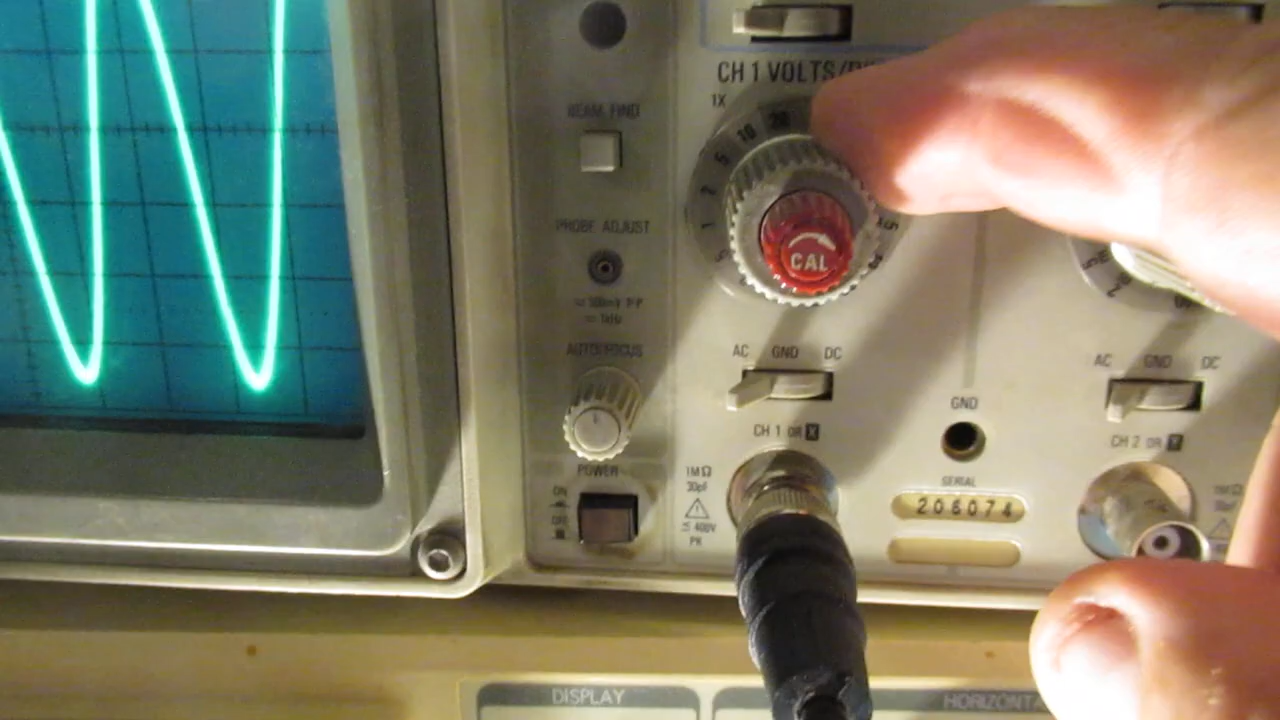 CH 1 VOLTS/DI
1X
BEAM FIND
20
10
5
2
1
.5
CAL
PROBE ADJUST
AC GND DC
AC GND DC
AUTOFOCUS
GND
CH 1 OR X
CH 2 OR Y
POWER
ON
OFF
1MΩ
30pF
≤ 400V
PK
SERIAL
206074
DISPLAY
HORIZONTA